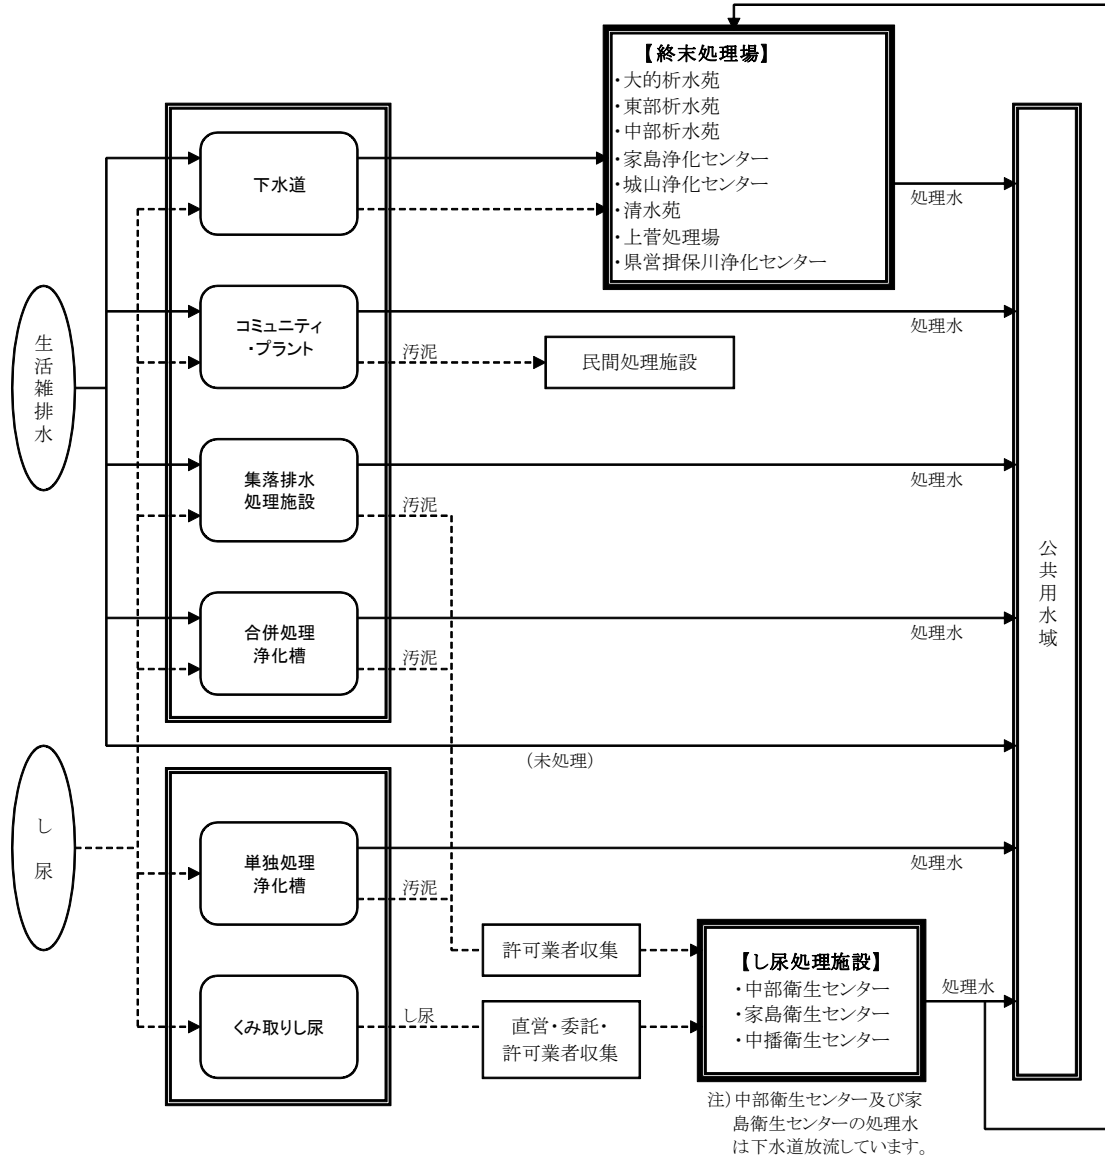 【終末処理場】
・大的析水苑
・東部析水苑
・中部析水苑
・家島浄化センター
・城山浄化センター
・清水苑
・上菅処理場
・県営揖保川浄化センター
処理水
下水道
コミュニティ
・プラント
汚泥
民間処理施設
処理水
生活雑排水
集落排水
処理施設
汚泥
処理水
公共用水域
合併処理
浄化槽
汚泥
処理水
(未処理)
し尿
単独処理
浄化槽
汚泥
処理水
許可業者収集
くみ取りし尿
し尿
直営・委託・
許可業者収集
【し尿処理施設】
・中部衛生センター
・家島衛生センター
・中播衛生センター
処理水
注)中部衛生センター及び家
島衛生センターの処理水
は下水道放流しています。